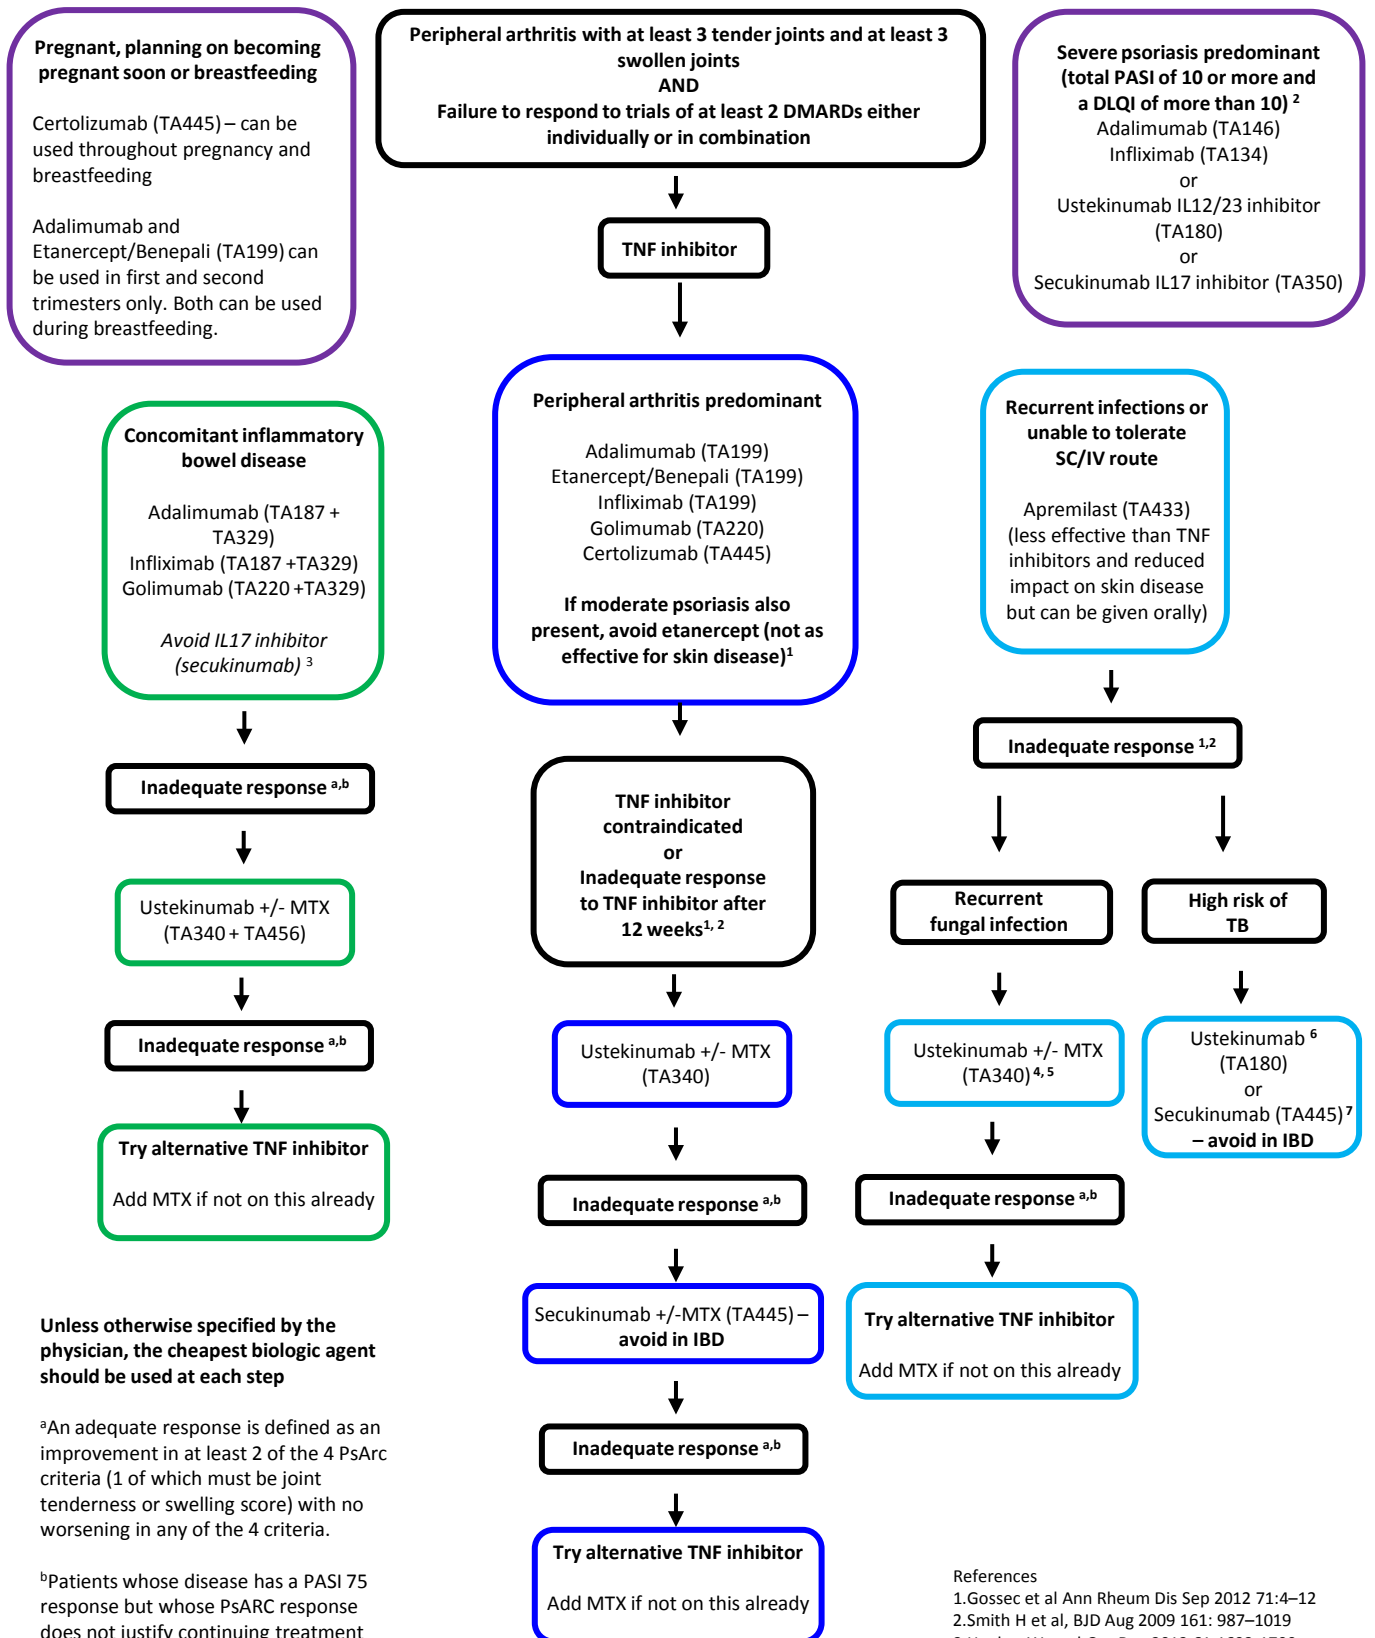 Pregnant, planning on becoming
pregnant soon or breastfeeding
Certolizumab (TA445) – can be
used throughout pregnancy and
breastfeeding
Adalimumab and
Etanercept/Benepali (TA199) can
be used in first and second
trimesters only. Both can be used
during breastfeeding.
Peripheral arthritis with at least 3 tender joints and at least 3
swollen joints
AND
Failure to respond to trials of at least 2 DMARDs either
individually or in combination
Severe psoriasis predominant
(total PASI of 10 or more and
a DLQI of more than 10) 2
Adalimumab (TA146)
Infliximab (TA134)
or
Ustekinumab IL12/23 inhibitor
(TA180)
or
Secukinumab IL17 inhibitor (TA350)
TNF inhibitor
Concomitant inflammatory
bowel disease
Adalimumab (TA187 +
TA329)
Infliximab (TA187 +TA329)
Golimumab (TA220 +TA329)
Avoid IL17 inhibitor
(secukinumab) 3
Inadequate response a,b
Ustekinumab +/- MTX
(TA340 + TA456)
Inadequate response a,b
Try alternative TNF inhibitor
Add MTX if not on this already
Peripheral arthritis predominant
Adalimumab (TA199)
Etanercept/Benepali (TA199)
Infliximab (TA199)
Golimumab (TA220)
Certolizumab (TA445)
If moderate psoriasis also
present, avoid etanercept (not as
effective for skin disease)1
TNF inhibitor
contraindicated
or
Inadequate response
to TNF inhibitor after
12 weeks1, 2
Ustekinumab +/- MTX
(TA340)
Inadequate response a,b
Secukinumab +/-MTX (TA445) –
avoid in IBD
Inadequate response a,b
Try alternative TNF inhibitor
Add MTX if not on this already
Recurrent infections or
unable to tolerate
SC/IV route
Apremilast (TA433)
(less effective than TNF
inhibitors and reduced
impact on skin disease
but can be given orally)
Inadequate response 1,2
Recurrent
fungal infection
High risk of
TB
Ustekinumab +/- MTX
(TA340) 4, 5
Ustekinumab 6
(TA180)
or
Secukinumab (TA445) 7
– avoid in IBD
Inadequate response a,b
Try alternative TNF inhibitor
Add MTX if not on this already
Unless otherwise specified by the
physician, the cheapest biologic agent
should be used at each step
aAn adequate response is defined as an
improvement in at least 2 of the 4 PsArc
criteria (1 of which must be joint
tenderness or swelling score) with no
worsening in any of the 4 criteria.
bPatients whose disease has a PASI 75
response but whose PsARC response
does not justify continuing treatment
References
1.Gossec et al Ann Rheum Dis Sep 2012 71:4–12
2.Smith H et al, BJD Aug 2009 161: 987–1019